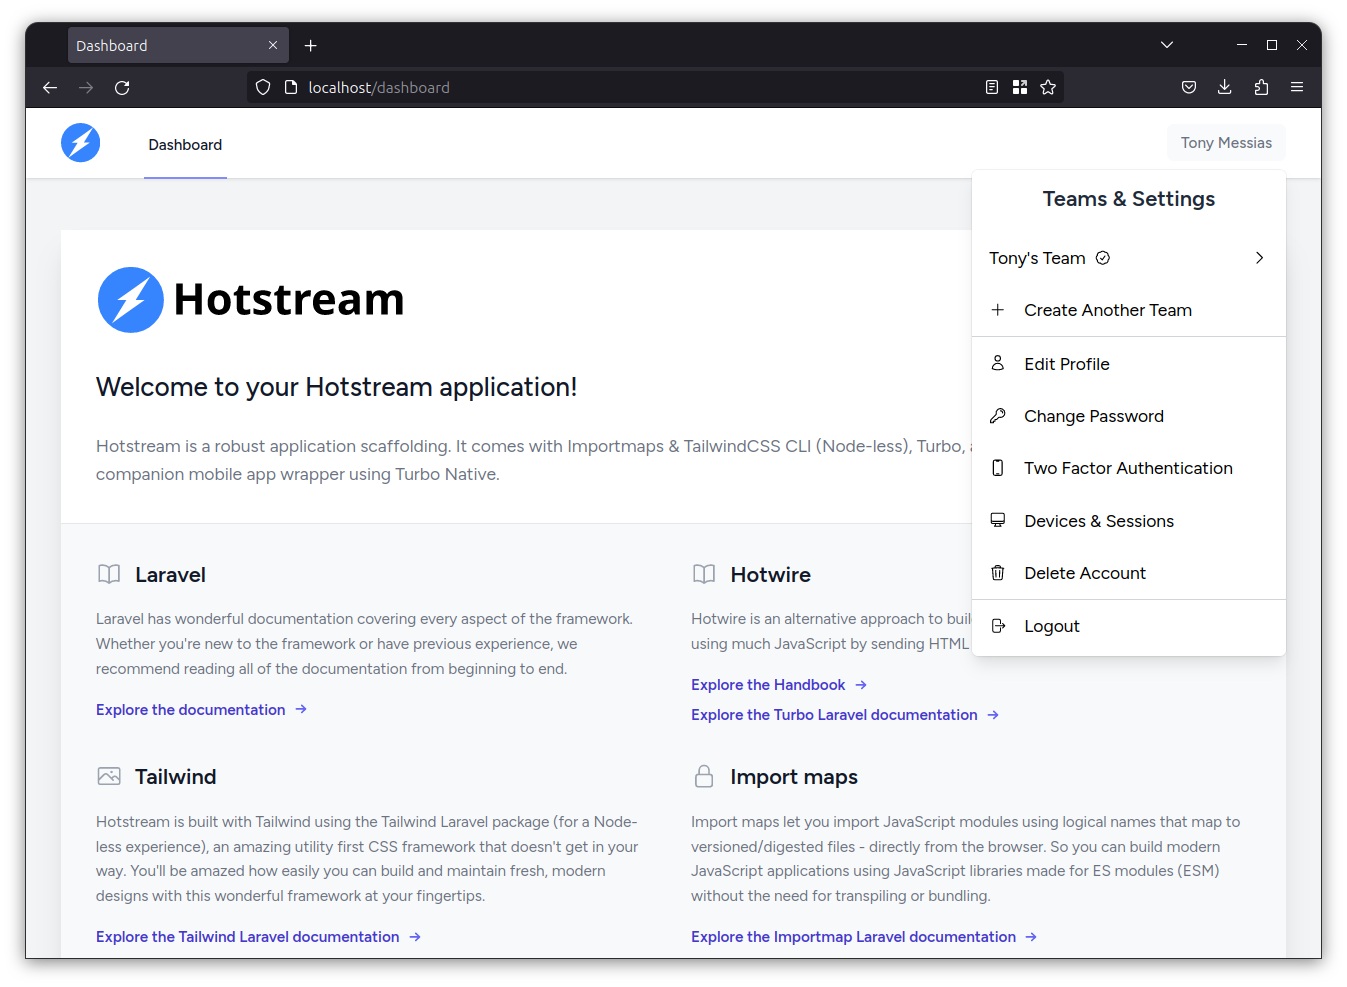 Dashboard
localhost/dashboard
Dashboard
Tony Messias
Teams & Settings
Tony's Team
Create Another Team
Edit Profile
Change Password
Two Factor Authentication
Devices & Sessions
Delete Account
Logout
Hotstream
Welcome to your Hotstream application!
Hotstream is a robust application scaffolding. It comes with Importmaps & TailwindCSS CLI (Node-less), Turbo,
companion mobile app wrapper using Turbo Native.
Laravel
Laravel has wonderful documentation covering every aspect of the framework.
Whether you're new to the framework or have previous experience, we
recommend reading all of the documentation from beginning to end.
Explore the documentation
Hotwire
Hotwire is an alternative approach to
using much JavaScript by sending HTML
Explore the Handbook
Explore the Turbo Laravel documentation
Tailwind
Hotstream is built with Tailwind using the Tailwind Laravel package (for a Node-
less experience), an amazing utility first CSS framework that doesn't get in your
way. You'll be amazed how easily you can build and maintain fresh, modern
designs with this wonderful framework at your fingertips.
Explore the Tailwind Laravel documentation
Import maps
Import maps let you import JavaScript modules using logical names that map to
versioned/digested files - directly from the browser. So you can build modern
JavaScript applications using JavaScript libraries made for ES modules (ESM)
without the need for transpiling or bundling.
Explore the Importmap Laravel documentation